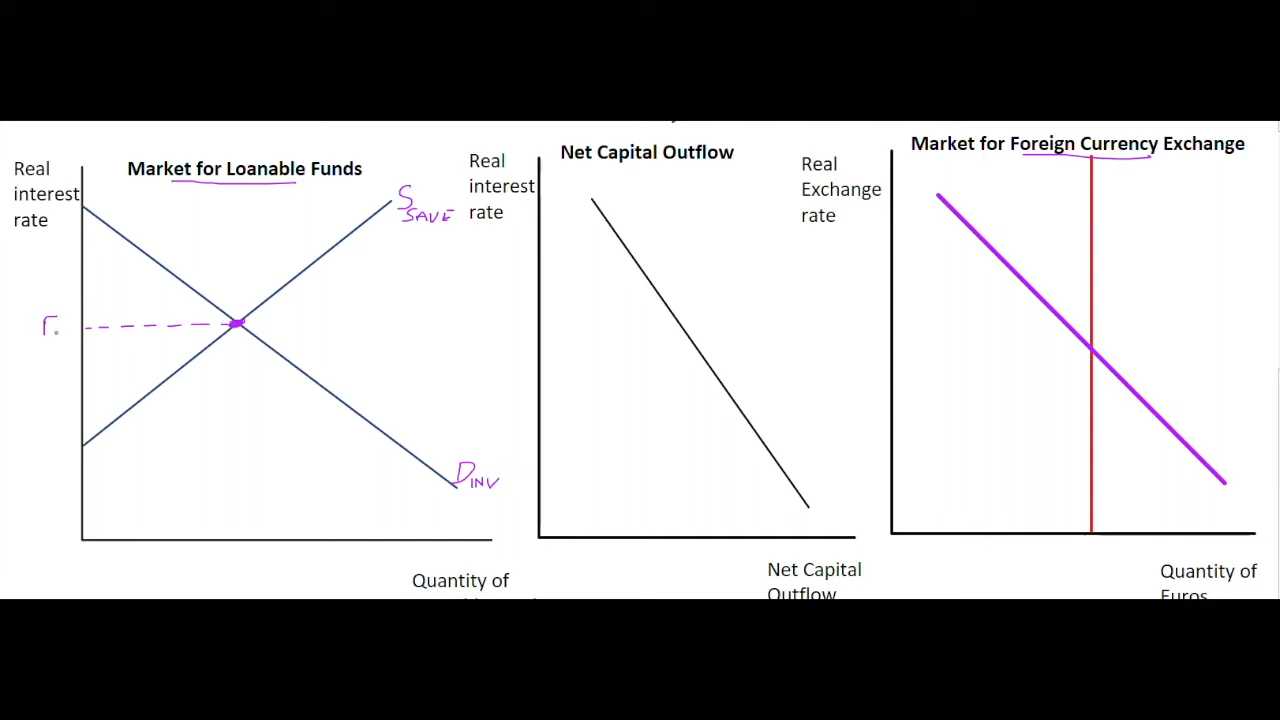 Market for Loanable Funds
Real
interest
rate
S
SAVE
r.
D
INV
Quantity of
Net Capital Outflow
Real
interest
rate
Net Capital
Outflow
Market for Foreign Currency Exchange
Real
Exchange
rate
Quantity of
Euros